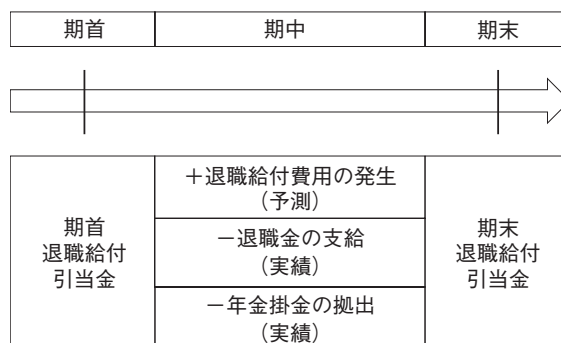 期首
期中
期末
期首
退職給付
引当金
＋退職給付費用の発生
（予測）
－退職金の支給
（実績）
－年金掛金の拠出
（実績）
期末
退職給付
引当金